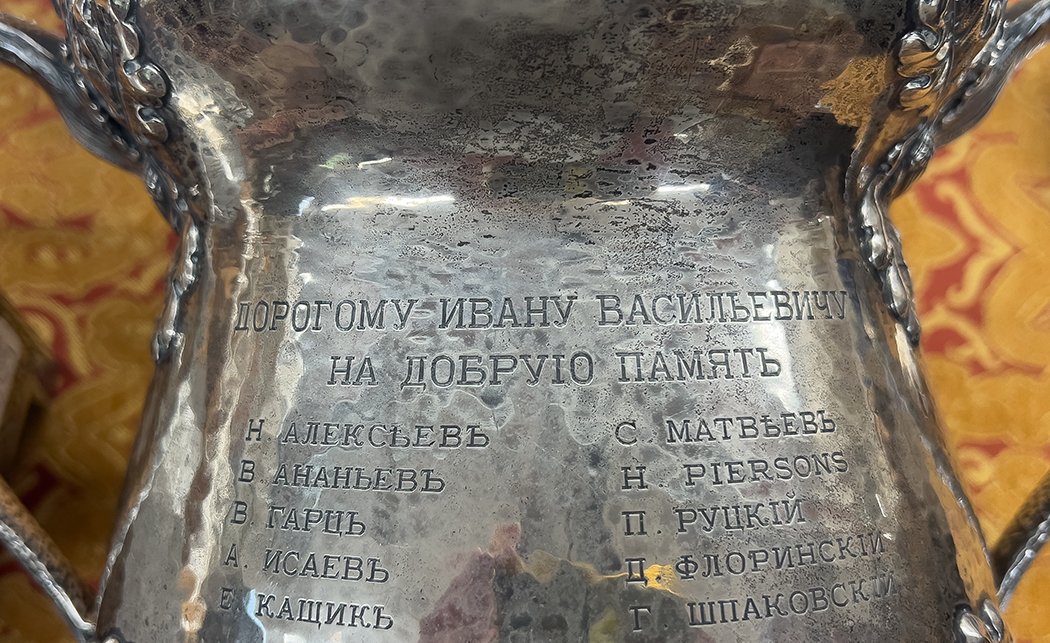 ДОРОГОМУ ИВАНУ ВАСИЛЬЕВИЧУ
НА ДОБРУЮ ПАМЯТЬ
Н АЛЕКСѢЕВЪ
В. АНАНЬЕВЪ
В. ГАРЦЪ
А. ИСАЕВЪ
Е. КАЩИКЪ
С. МАТВѢЕВЪ
Н. PIERSONS
П. РУЦКІЙ
Д. ФЛОРИНСКІЙ
Г. ШПАКОВСКІЙ